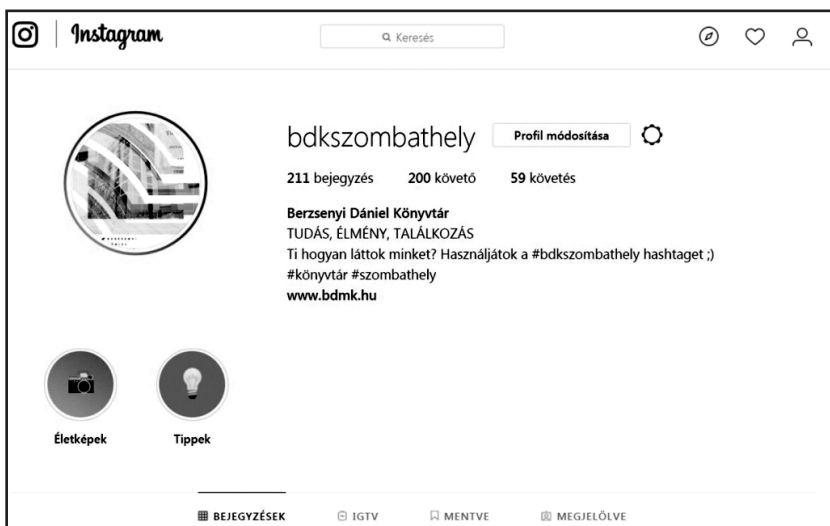 Instagram
Keresés
bdkszombathely Profil módosítása
211 bejegyzés 200 követő 59 követés
Berzsenyi Dániel Könyvtár
TUDÁS, ÉLMÉNY, TALÁLKOZÁS
Ti hogyan láttok minket? Használjátok a #bdkszombathely hashtaget ;)
#könyvtár #szombathely
www.bdmk.hu
Életképek Tippek
BEJEGYZÉSEK IGTV MENTVE MEGJELÖLVE